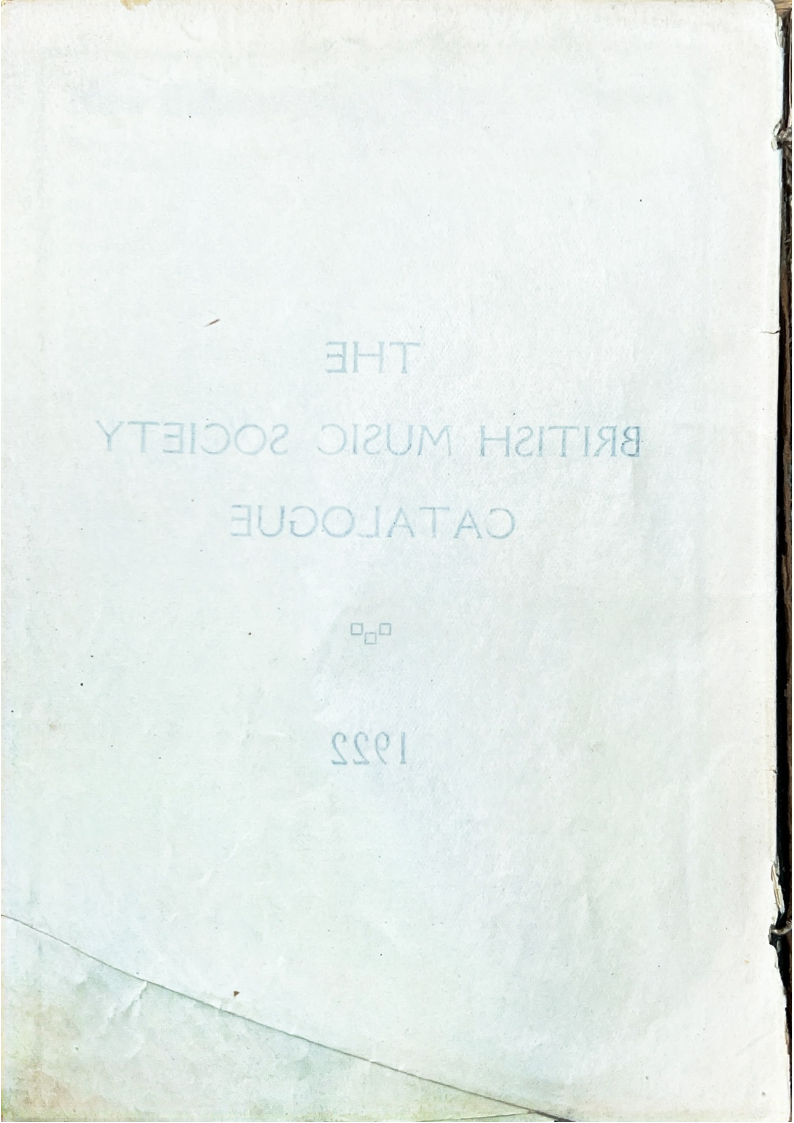 THE
BRITISH MUSIC SOCIETY
CATALOGUE
1922